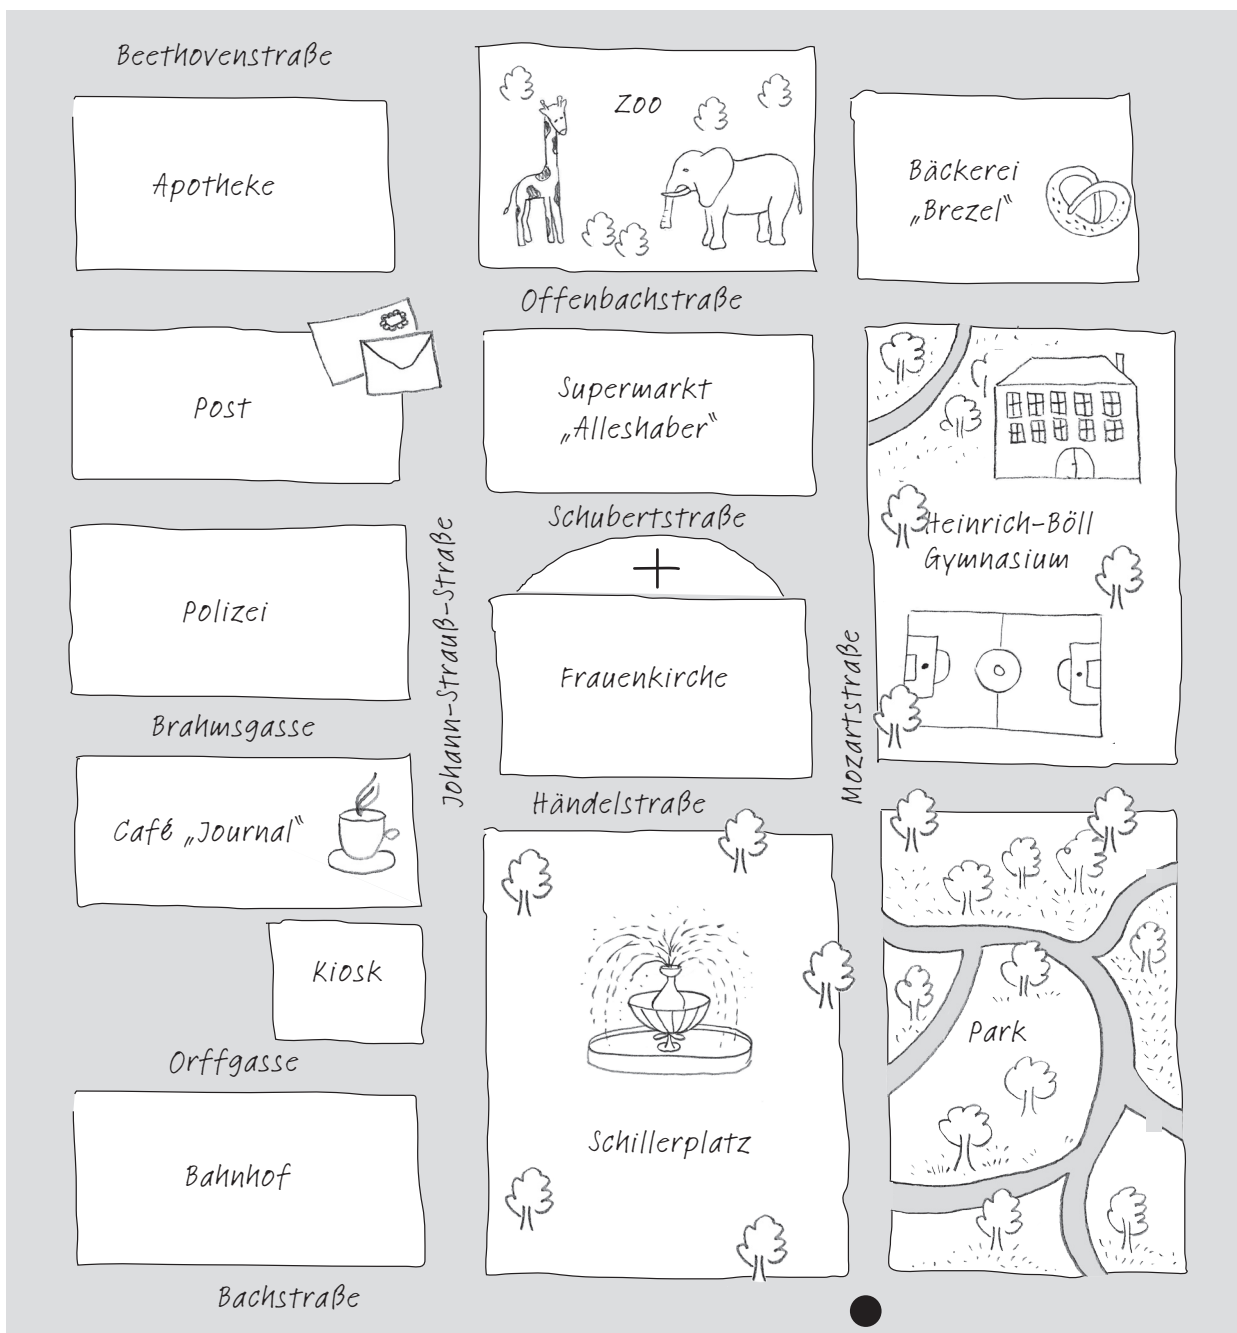 Beethovenstraße
Zoo
Apotheke
Bäckerei
„Brezel“
Offenbachstraße
Post
Supermarkt
„Alleshaber“
Schubertstraße
Heinrich-Böll
Gymnasium
Polizei
Johann-Strauß-Straße
Frauenkirche
Mozartstraße
Brahmsgasse
Händelstraße
Café „Journal“
Kiosk
Park
Orffgasse
Schillerplatz
Bahnhof
Bachstraße